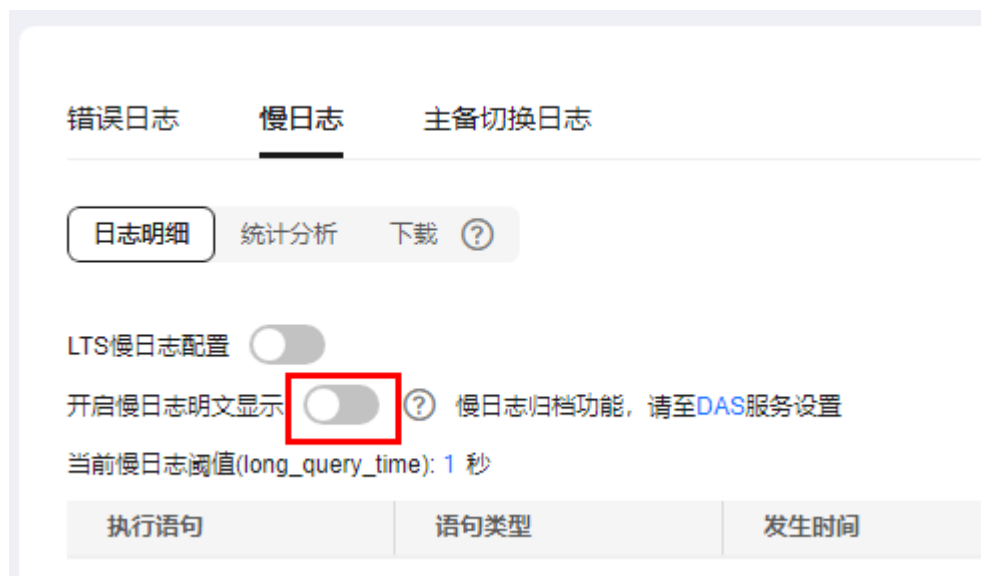 错误日志 慢日志 主备切换日志
日志明细 统计分析 下载 ?
LTS慢日志配置
开启慢日志明文显示 ? 慢日志归档功能，请至DAS服务设置
当前慢日志阈值(long_query_time): 1 秒
执行语句 语句类型 发生时间